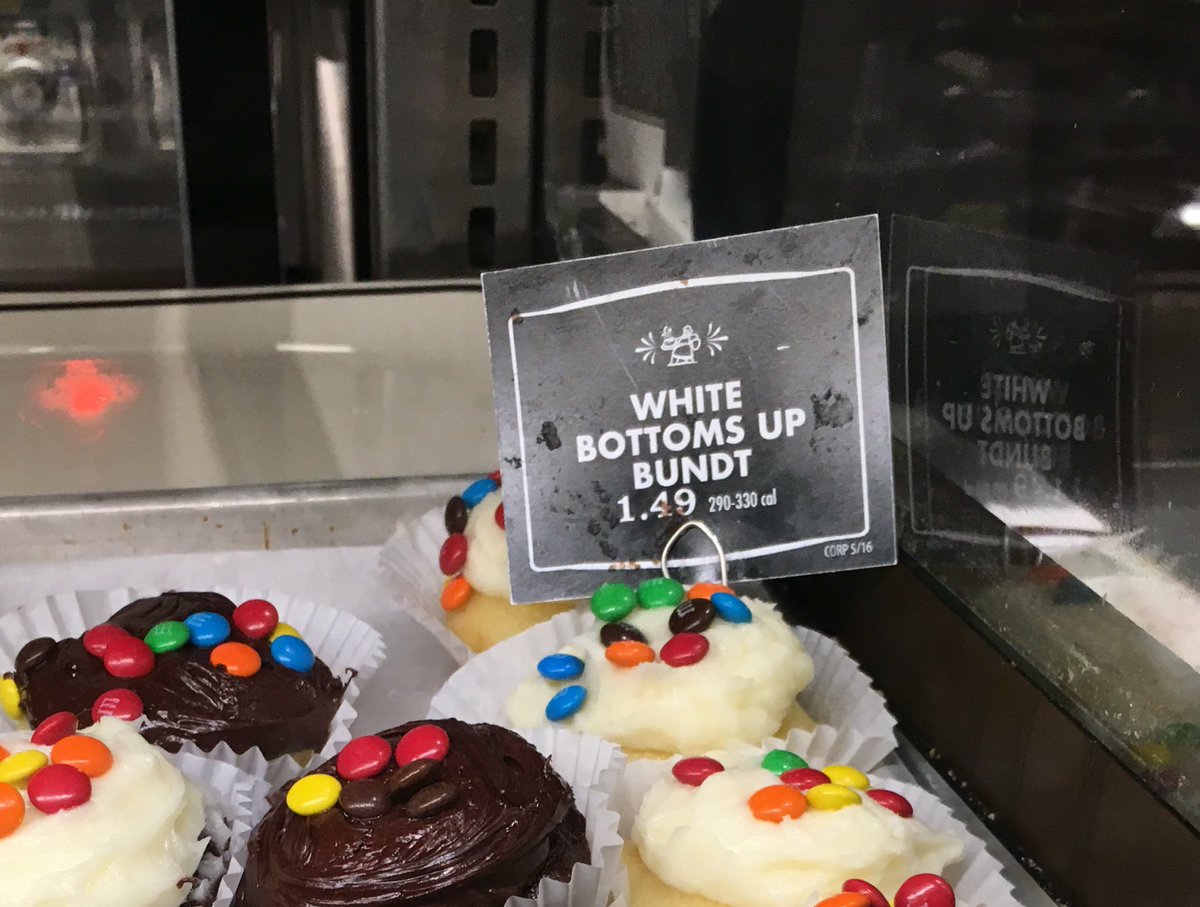 WHITE
BOTTOMS UP
BUNDT
1.49 290-330 cal
CORP 5/16